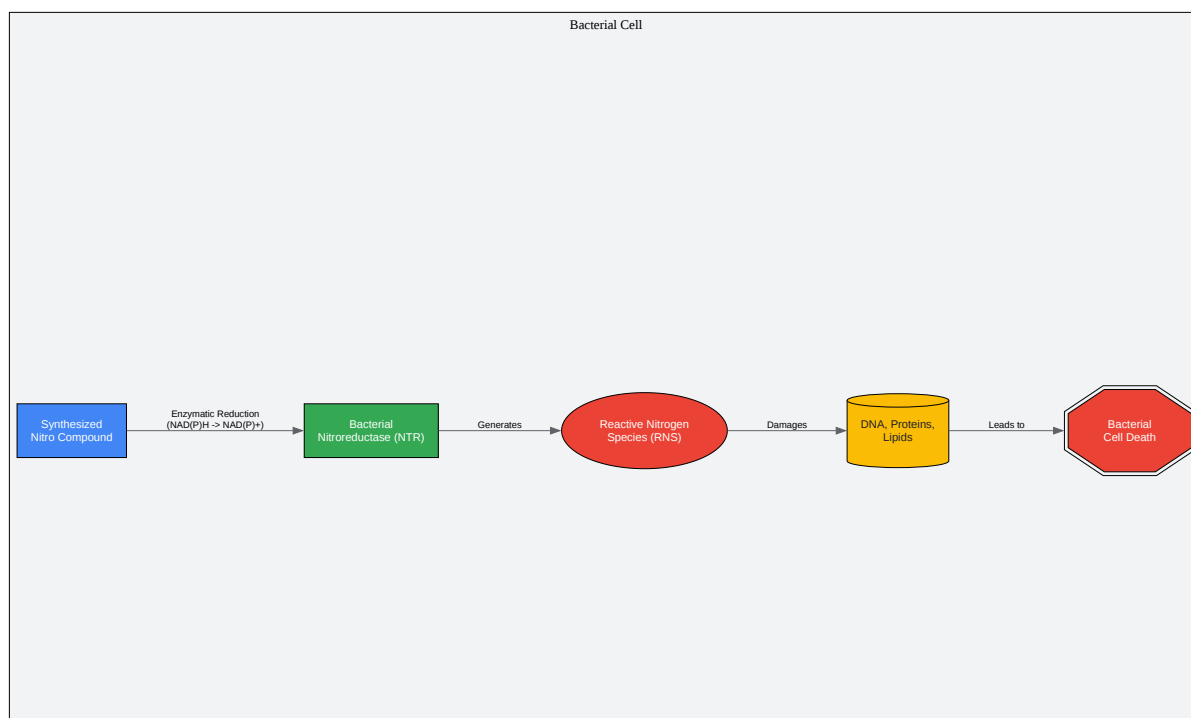 Bacterial Cell
Synthesized
Nitro Compound
Enzymatic Reduction
(NAD(P)H -> NAD(P)+)
Bacterial
Nitroreductase (NTR)
Generates
Reactive Nitrogen
Species (RNS)
Damages
DNA, Proteins,
Lipids
Leads to
Bacterial
Cell Death